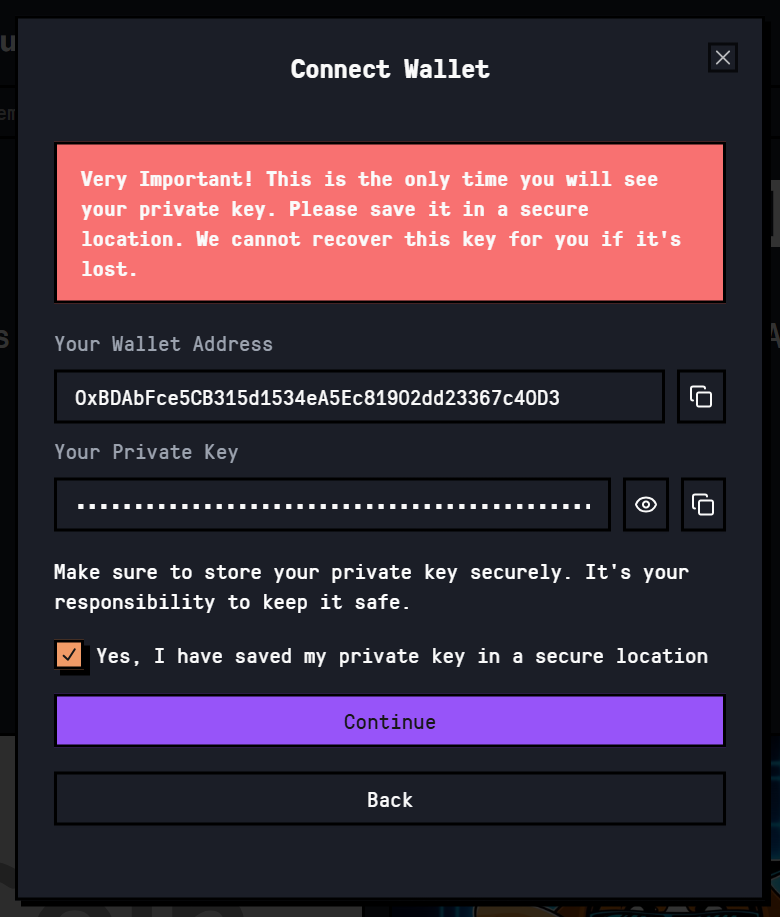 Connect Wallet
Very Important! This is the only time you will see
your private key. Please save it in a secure
location. We cannot recover this key for you if it's
lost.
Your Wallet Address
0xBDAbFce5CB315d1534eA5Ec81902dd23367c40D3
Your Private Key
Make sure to store your private key securely. It's your
responsibility to keep it safe.
Yes, I have saved my private key in a secure location
Continue
Back